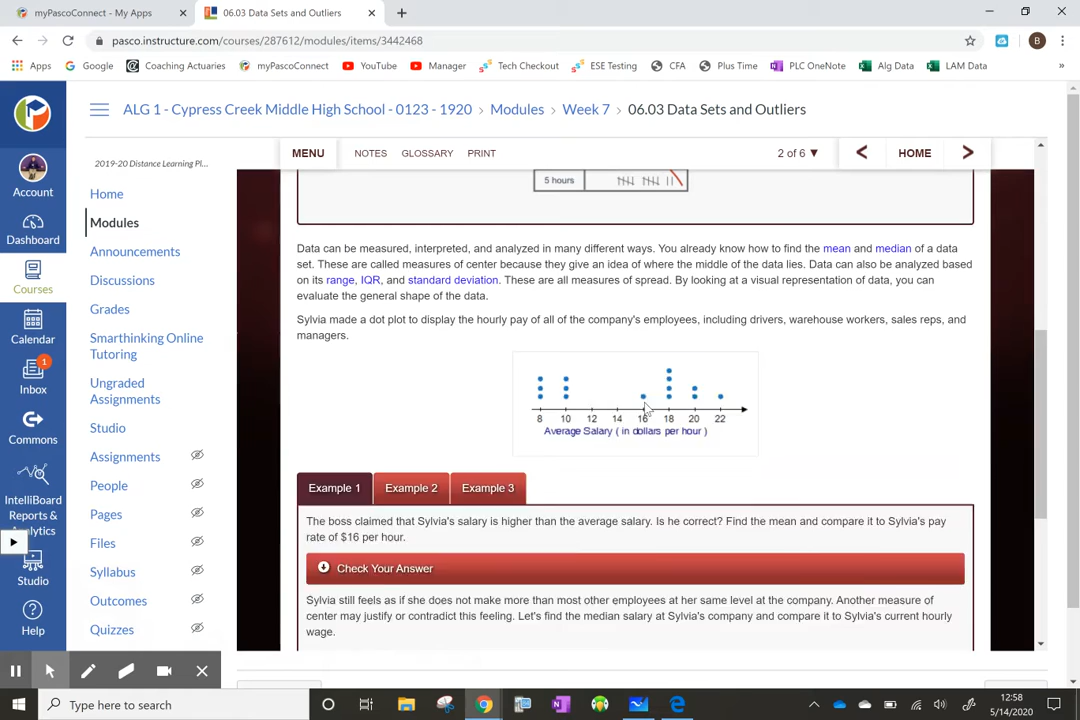 myPascoConnect - My Apps
06.03 Data Sets and Outliers
pasco.instructure.com/courses/287612/modules/items/3442468
B
Apps
Google
Coaching Actuaries
myPascoConnect
YouTube
Manager
Tech Checkout
ESE Testing
CFA
Plus Time
PLC OneNote
Alg Data
LAM Data
»
ALG 1 - Cypress Creek Middle High School - 0123 - 1920 > Modules > Week 7 > 06.03 Data Sets and Outliers
Account
Dashboard
Courses
Calendar
1
Inbox
Commons
IntelliBoard
Reports &
Analytics
Studio
Help
2019-20 Distance Learning Pl...
Home
Modules
Announcements
Discussions
Grades
Smarthinking Online
Tutoring
Ungraded
Assignments
Studio
Assignments
People
Pages
Files
Syllabus
Outcomes
Quizzes
MENU NOTES GLOSSARY PRINT 2 of 6 ▼ < HOME >
5 hours
Data can be measured, interpreted, and analyzed in many different ways. You already know how to find the mean and median of a data
set. These are called measures of center because they give an idea of where the middle of the data lies. Data can also be analyzed based
on its range, IQR, and standard deviation. These are all measures of spread. By looking at a visual representation of data, you can
evaluate the general shape of the data.
Sylvia made a dot plot to display the hourly pay of all of the company's employees, including drivers, warehouse workers, sales reps, and
managers.
8 10 12 14 16 18 20 22
Average Salary ( in dollars per hour )
Example 1 Example 2 Example 3
The boss claimed that Sylvia's salary is higher than the average salary. Is he correct? Find the mean and compare it to Sylvia's pay
rate of $16 per hour.
Check Your Answer
Sylvia still feels as if she does not make more than most other employees at her same level at the company. Another measure of
center may justify or contradict this feeling. Let's find the median salary at Sylvia's company and compare it to Sylvia's current hourly
wage.
Type here to search
12:58
5/14/2020